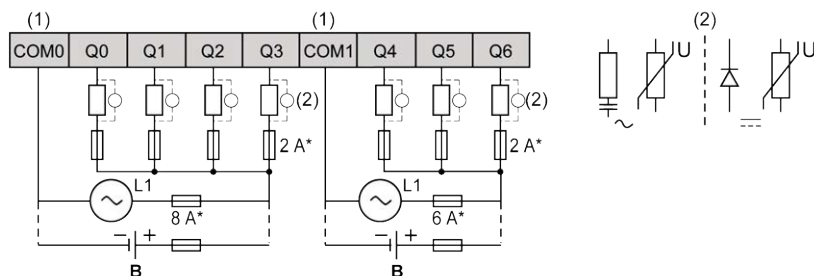 (1) (1) (2)
COM0 Q0 Q1 Q2 Q3 COM1 Q4 Q5 Q6
U U
(2) (2)
2 A* 2 A*
L1 L1
8 A* 6 A*
− + − +
B B